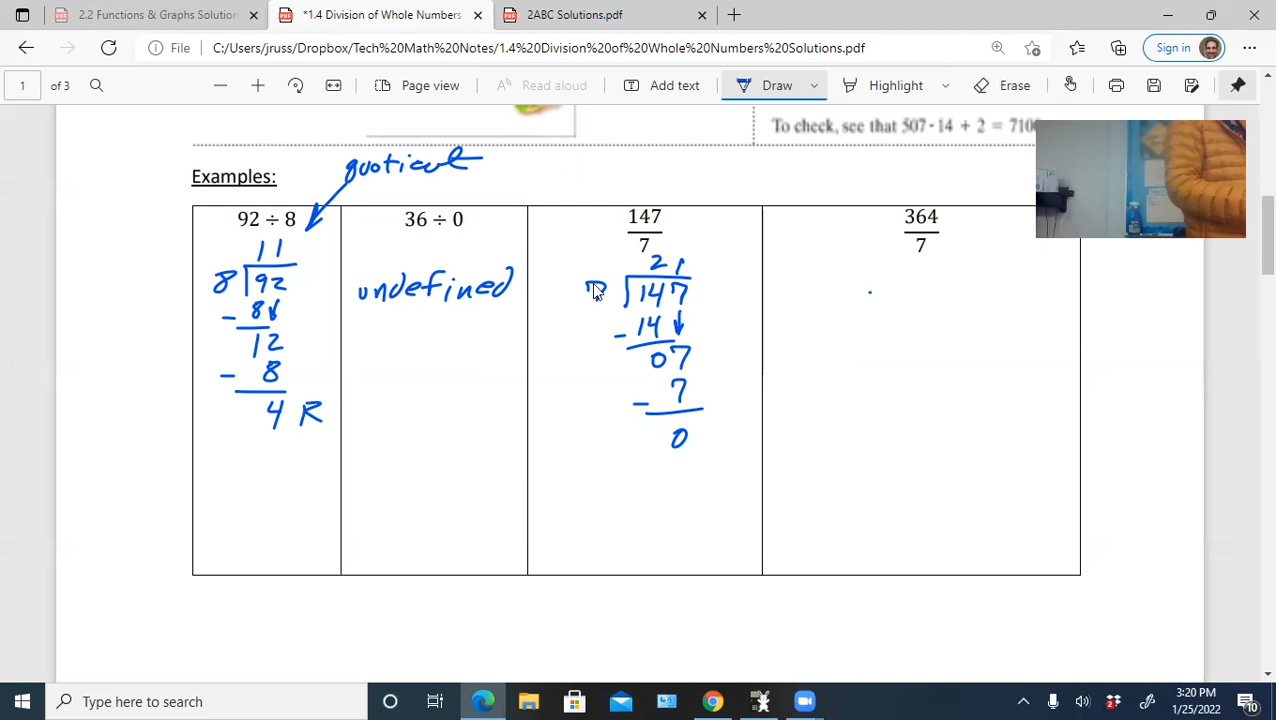 2.2 Functions & Graphs Solution
*1.4 Division of Whole Numbers
2ABC Solutions.pdf
File
C:/Users/jruss/Dropbox/Tech%20Math%20Notes/1.4%20Division%20of%20Whole%20Numbers%20Solutions.pdf
Sign in
1 of 3
Page view
Read aloud
Add text
Draw
Highlight
Erase
To check, see that 507 · 14 + 2 = 710
quotient
Examples:
92 ÷ 8
36 ÷ 0
147
7
364
7
11
8 92
- 8
12
- 8
4 R
undefined
21
7 147
- 14
07
- 7
0
Type here to search
3:20 PM
1/25/2022
2
10